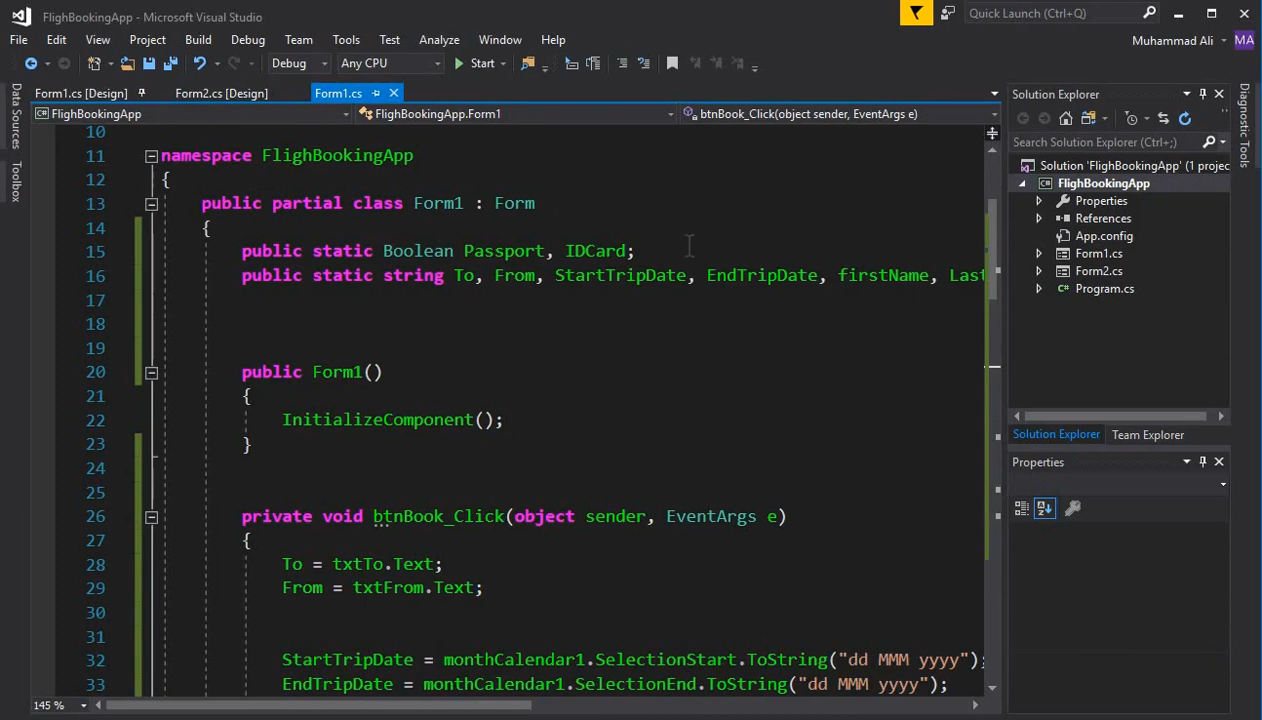 FlighBookingApp - Microsoft Visual Studio
Quick Launch (Ctrl+Q)
File Edit View Project Build Debug Team Tools Test Analyze Window Help
Muhammad Ali MA
Debug Any CPU Start
Form1.cs [Design] Form2.cs [Design] Form1.cs
Data Sources
Toolbox
FlighBookingApp FlighBookingApp.Form1 btnBook_Click(object sender, EventArgs e)
10
11 namespace FlighBookingApp
12 {
13 public partial class Form1 : Form
14 {
15 public static Boolean Passport, IDCard;
16 public static string To, From, StartTripDate, EndTripDate, firstName, Last
17
18
19
20 public Form1()
21 {
22 InitializeComponent();
23 }
24
25
26 private void btnBook_Click(object sender, EventArgs e)
27 {
28 To = txtTo.Text;
29 From = txtFrom.Text;
30
31
32 StartTripDate = monthCalendar1.SelectionStart.ToString("dd MMM yyyy");
33 EndTripDate = monthCalendar1.SelectionEnd.ToString("dd MMM yyyy");
145 %
Solution Explorer
Search Solution Explorer (Ctrl+;)
Solution 'FlighBookingApp' (1 projec
FlighBookingApp
Properties
References
App.config
Form1.cs
Form2.cs
Program.cs
Solution Explorer Team Explorer
Properties
Diagnostic Tools